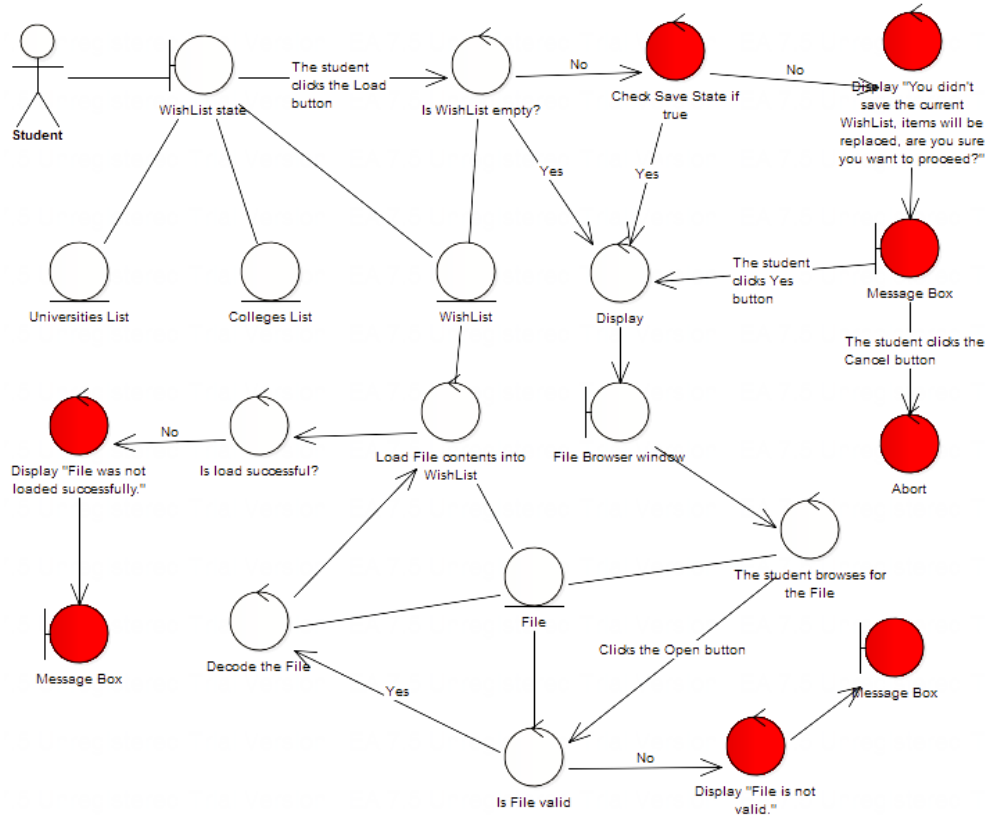 Student
WishList state
The student
clicks the Load
button
Is WishList empty?
No
Check Save State if
true
No
Display "You didn't
save the current
WishList, items will be
replaced, are you sure
you want to proceed?"
Yes
Yes
Universities List
Colleges List
WishList
Display
The student
clicks Yes
button
Message Box
The student clicks the
Cancel button
Abort
No
Display "File was not
loaded successfully."
Is load successful?
Load File contents into
WishList
File Browser window
The student browses for
the File
Message Box
Decode the File
File
Clicks the Open button
Message Box
Yes
Is File valid
No
Display "File is not
valid."